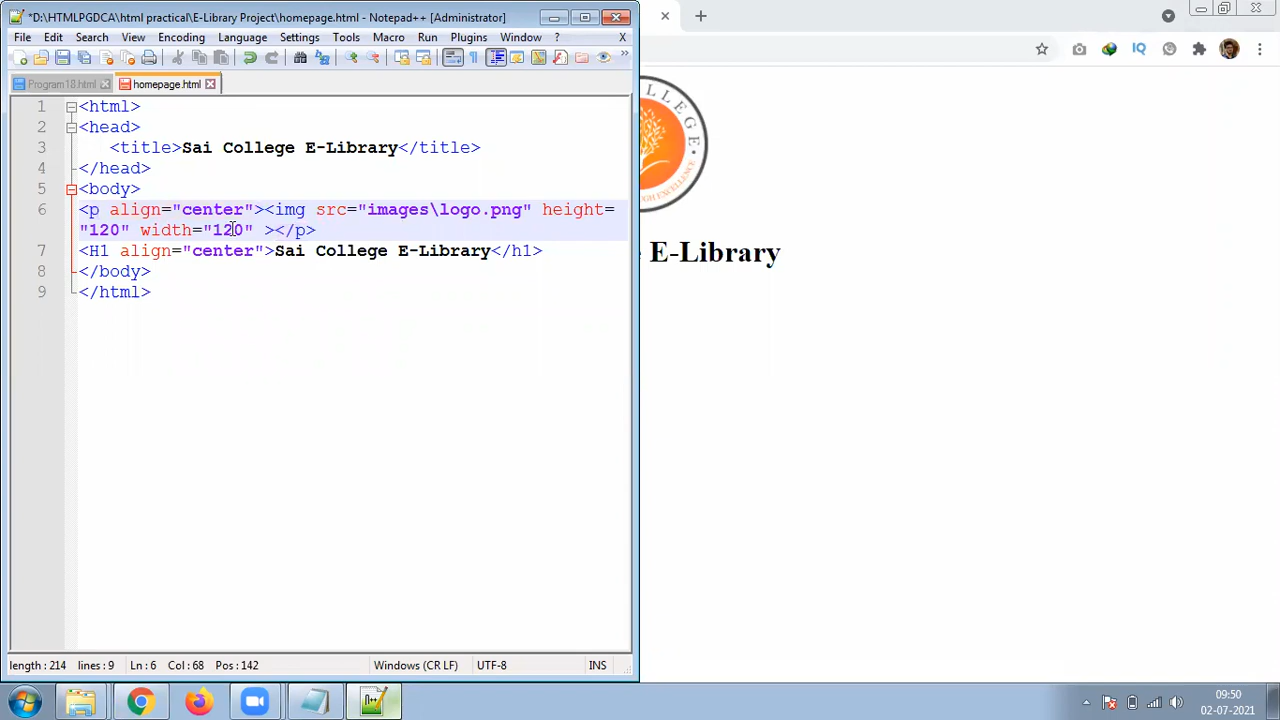 *D:\HTMLPGDCA\html practical\E-Library Project\homepage.html - Notepad++ [Administrator]
File Edit Search View Encoding Language Settings Tools Macro Run Plugins Window ? X
Program18.html homepage.html
1 <html>
2 <head>
3 <title>Sai College E-Library</title>
4 </head>
5 <body>
6 <p align="center"><img src="images\logo.png" height=
"120" width="120" ></p>
7 <H1 align="center">Sai College E-Library</h1>
8 </body>
9 </html>
length : 214 lines : 9 Ln : 6 Col : 68 Pos : 142 Windows (CR LF) UTF-8 INS
IQ
E-Library
09:50
02-07-2021